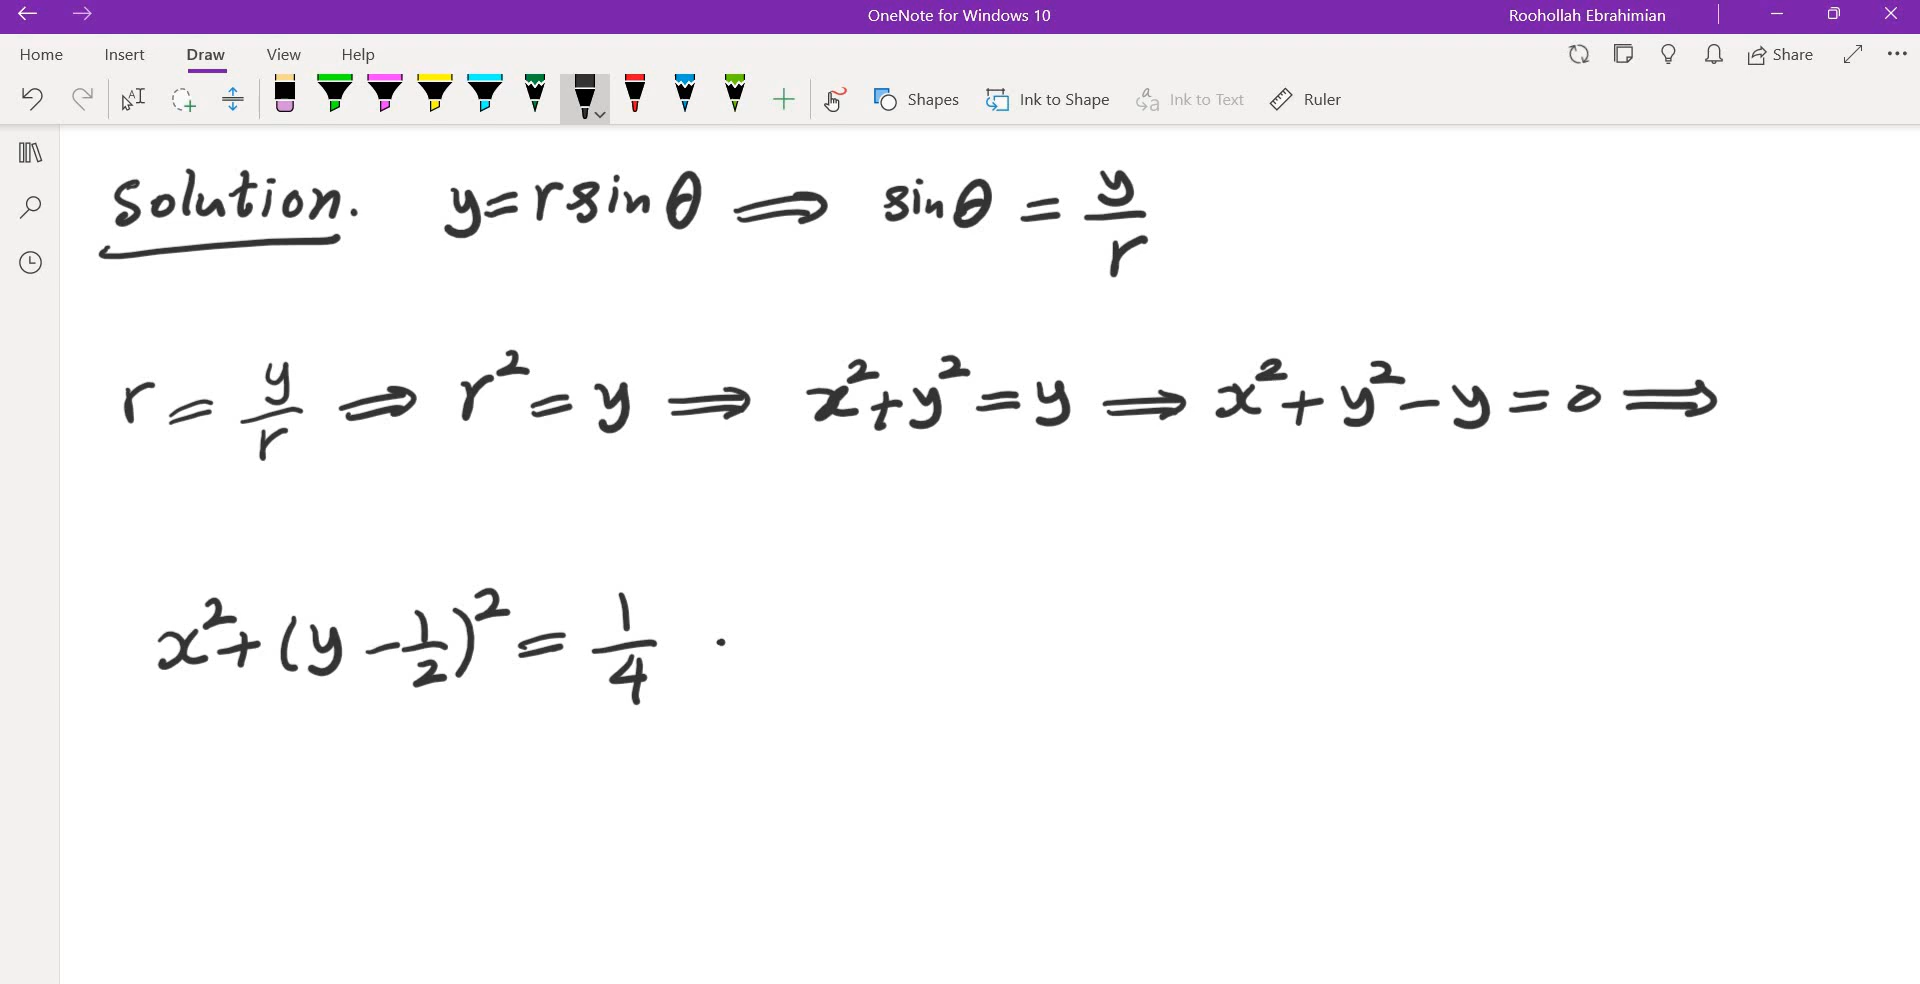 OneNote for Windows 10 Roohollah Ebrahimian
Home Insert Draw View Help Share
Shapes Ink to Shape Ink to Text Ruler
Solution. y = r sin θ ⟹ sin θ = y/r
r = y/r ⟹ r² = y ⟹ x² + y² = y ⟹ x² + y² - y = 0 ⟹
x² + (y - 1/2)² = 1/4 .